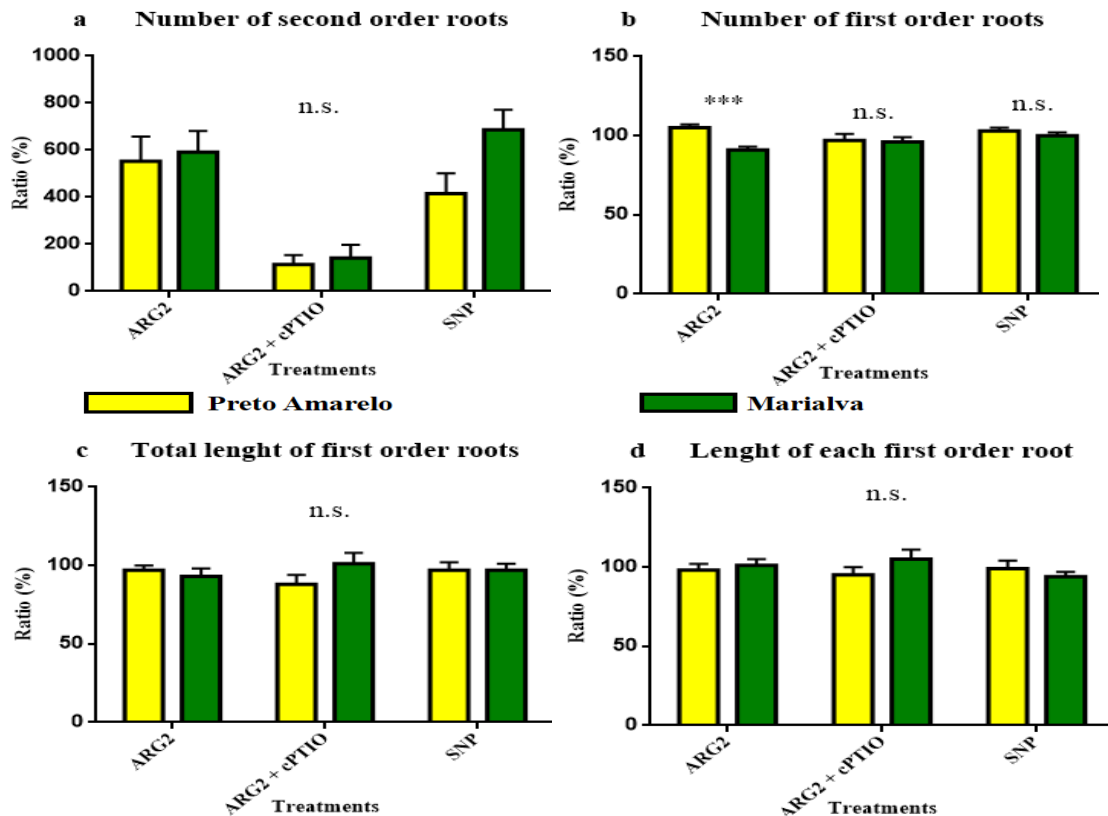 a Number of second order roots
1000
800
600
400
200
0
Ratio (%)
n.s.
ARG2
ARG2 + cPTIO
SNP
Treatments
b Number of first order roots
150
100
50
0
Ratio (%)
***
n.s.
n.s.
ARG2
ARG2 + cPTIO
SNP
Treatments
Preto Amarelo
Marialva
c Total lenght of first order roots
150
100
50
0
Ratio (%)
n.s.
ARG2
ARG2 + cPTIO
SNP
Treatments
d Lenght of each first order root
150
100
50
0
Ratio (%)
n.s.
ARG2
ARG2 + cPTIO
SNP
Treatments